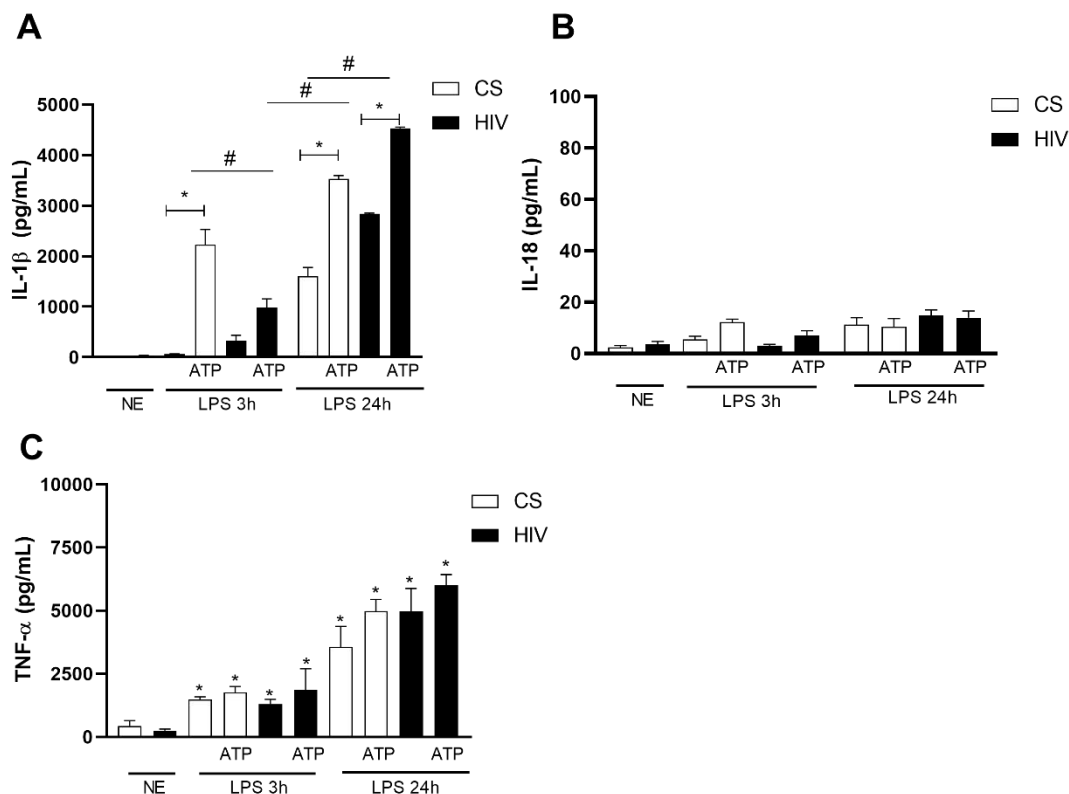 A
#
#
CS
HIV
#
*
*
*
5000
4000
3000
2000
1000
0
IL-1β (pg/mL)
ATP ATP ATP ATP
NE LPS 3h LPS 24h
B
CS
HIV
100
80
60
40
20
0
IL-18 (pg/mL)
ATP ATP ATP ATP
NE LPS 3h LPS 24h
C
CS
HIV
10000
7500
5000
2500
0
TNF-α (pg/mL)
* * * * * * * *
ATP ATP ATP ATP
NE LPS 3h LPS 24h